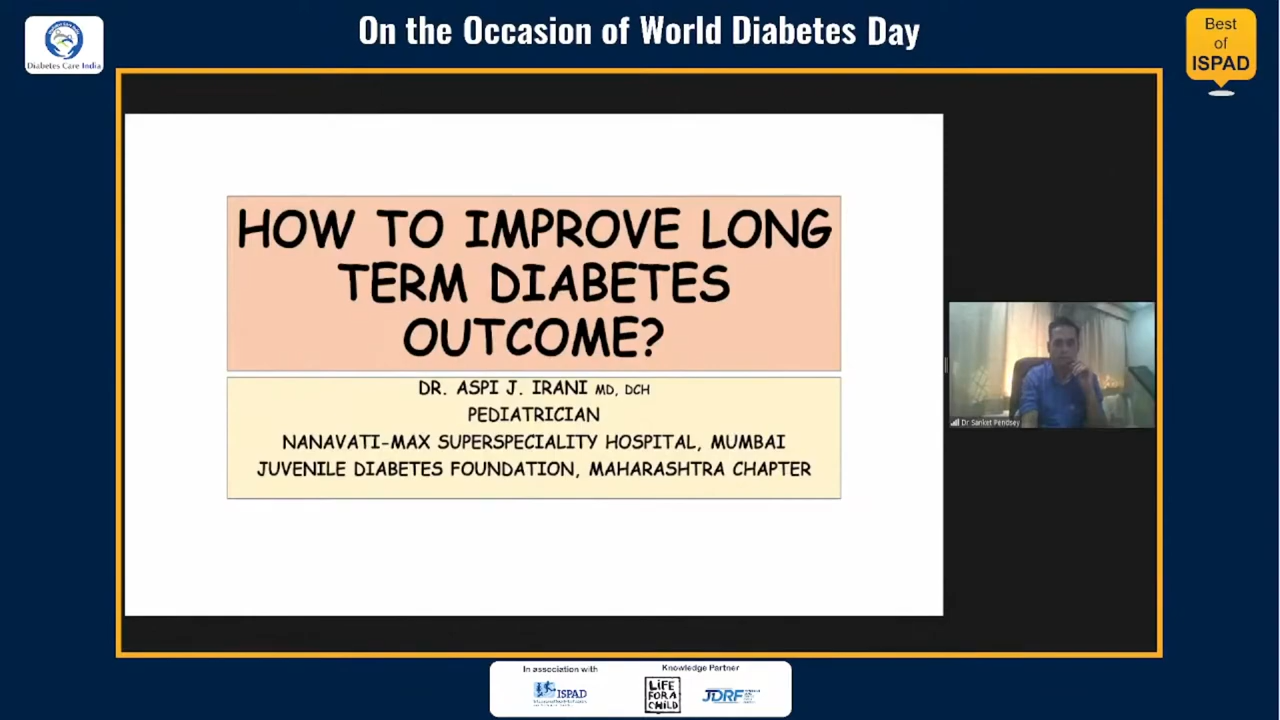 On the Occasion of World Diabetes Day
Diabetes Care India
Best
of
ISPAD
HOW TO IMPROVE LONG
TERM DIABETES
OUTCOME?
DR. ASPI J. IRANI MD, DCH
PEDIATRICIAN
NANAVATI-MAX SUPERSPECIALITY HOSPITAL, MUMBAI
JUVENILE DIABETES FOUNDATION, MAHARASHTRA CHAPTER
Dr Sanket Pendsey
In association with
ISPAD
Knowledge Partner
LiFE
FOR A
CHiLD
JDRF